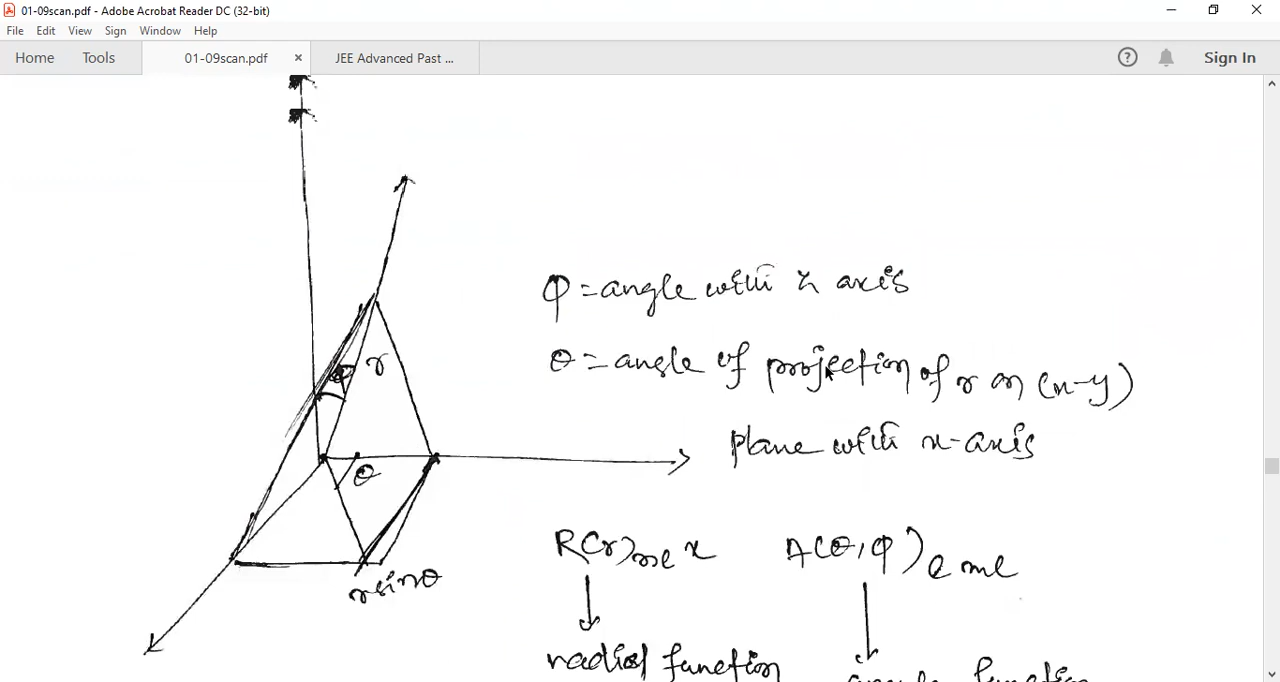 01-09scan.pdf - Adobe Acrobat Reader DC (32-bit)
File Edit View Sign Window Help
Home Tools 01-09scan.pdf × JEE Advanced Past ... Sign In
φ = angle with z axis
θ = angle of projection of r on (x-y)
plane with x-axis
r
θ
r sinθ
R(r) x A(θ, φ)
radial function
function